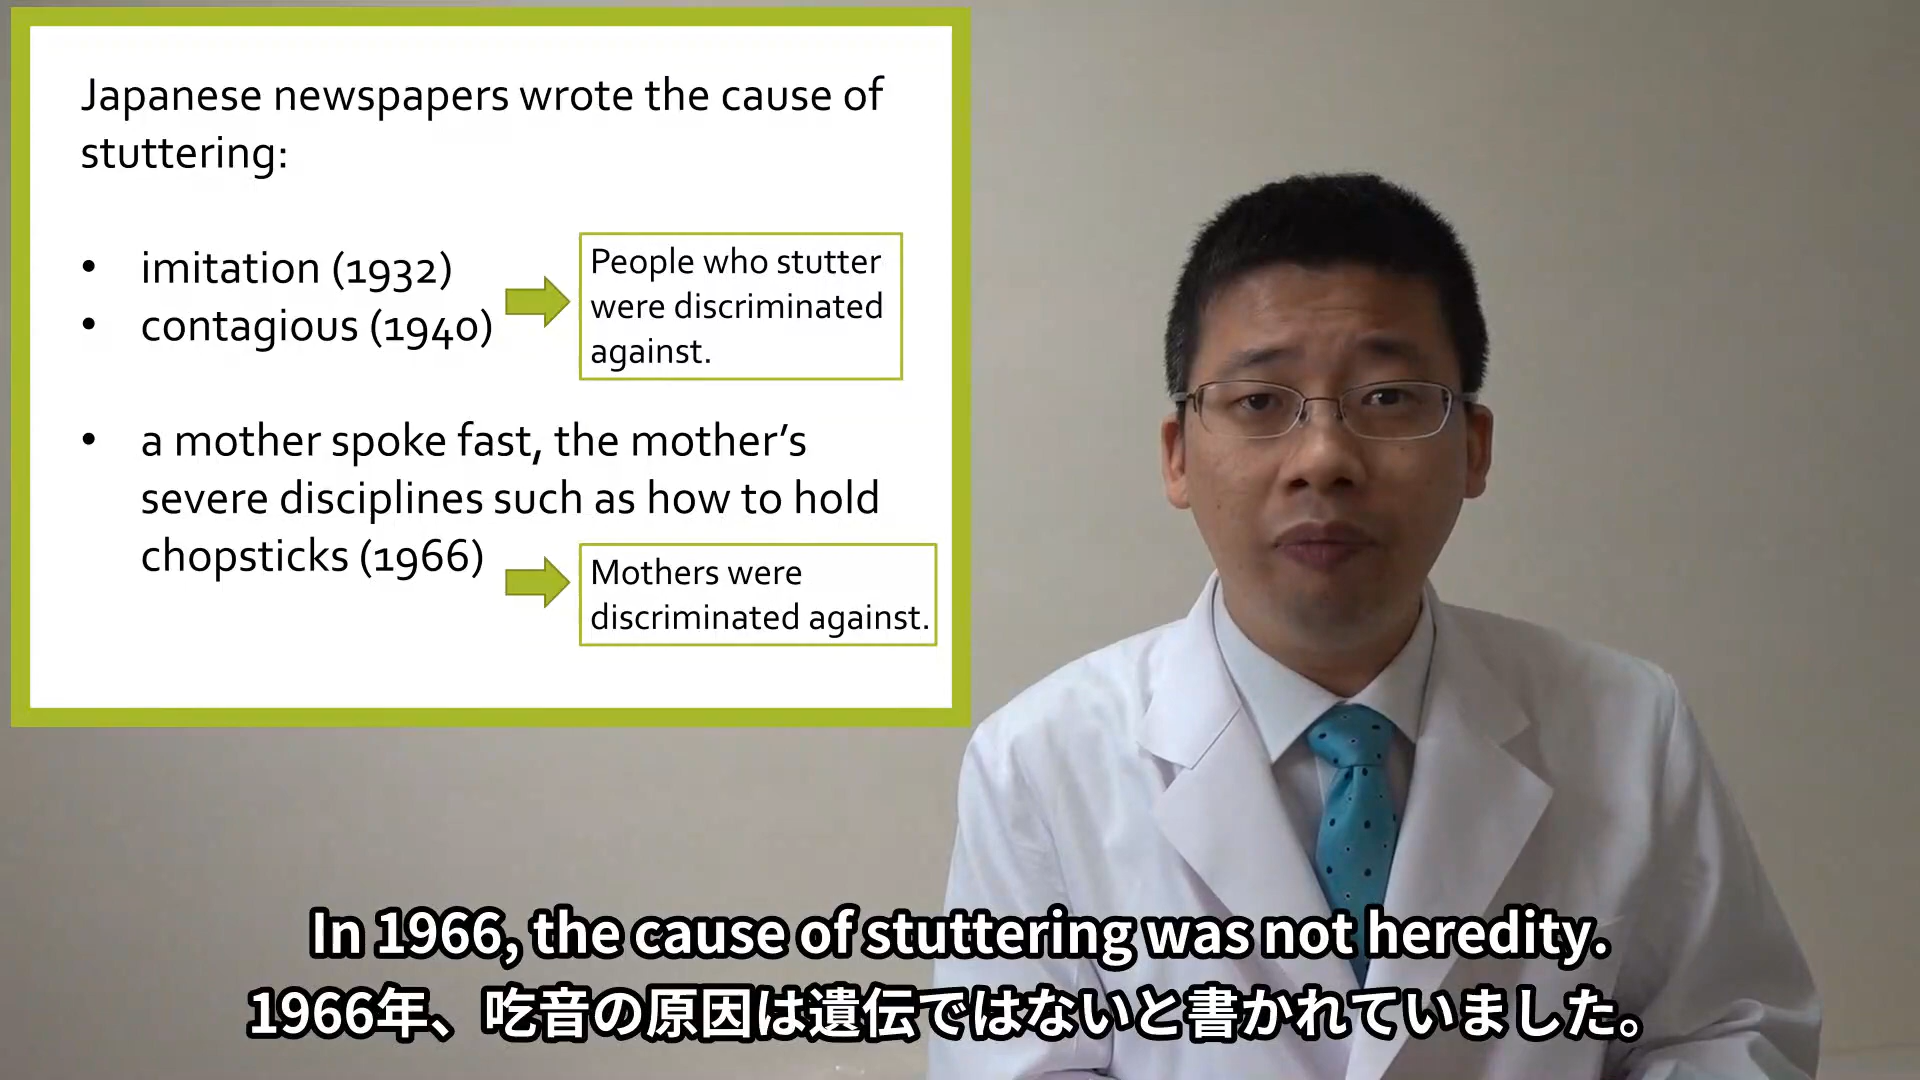 Japanese newspapers wrote the cause of
stuttering:
• imitation (1932)
• contagious (1940)
People who stutter
were discriminated
against.
• a mother spoke fast, the mother's
severe disciplines such as how to hold
chopsticks (1966)
Mothers were
discriminated against.
In 1966, the cause of stuttering was not heredity.
1966年、吃音の原因は遺伝ではないと書かれていました。